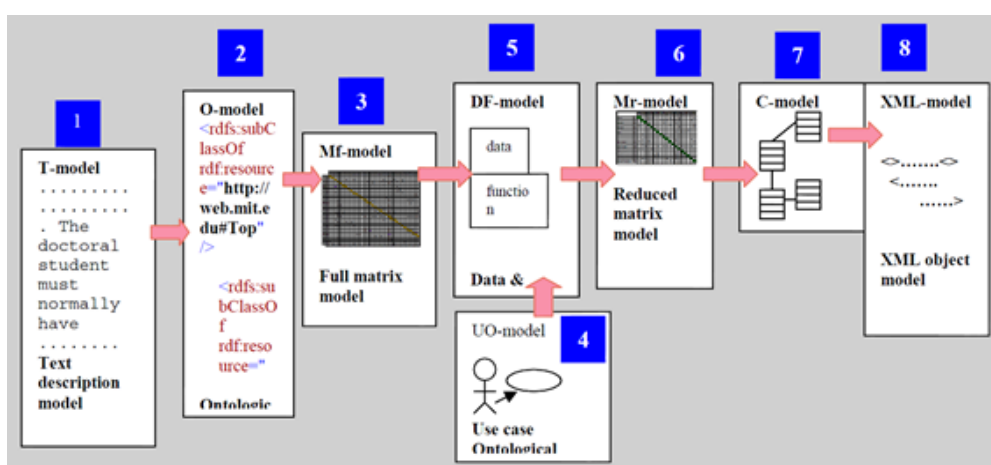 1
T-model
. . . . . . . . .
. . . . . . . . .
. The
doctoral
student
must
normally
have
. . . . . . . .
Text
description
model
2
O-model
<rdfs:subC
lassOf
rdf:resourc
e="http://
web.mit.e
du#Top"
/>
<rdfs:su
bClassO
f
rdf:reso
urce="
Ontologic
3
Mf-model
Full matrix
model
5
DF-model
data
functio
n
Data &
4
UO-model
Use case
Ontological
6
Mr-model
Reduced
matrix
model
7
C-model
8
XML-model
<>.......<>
<.......
......>
XML object
model